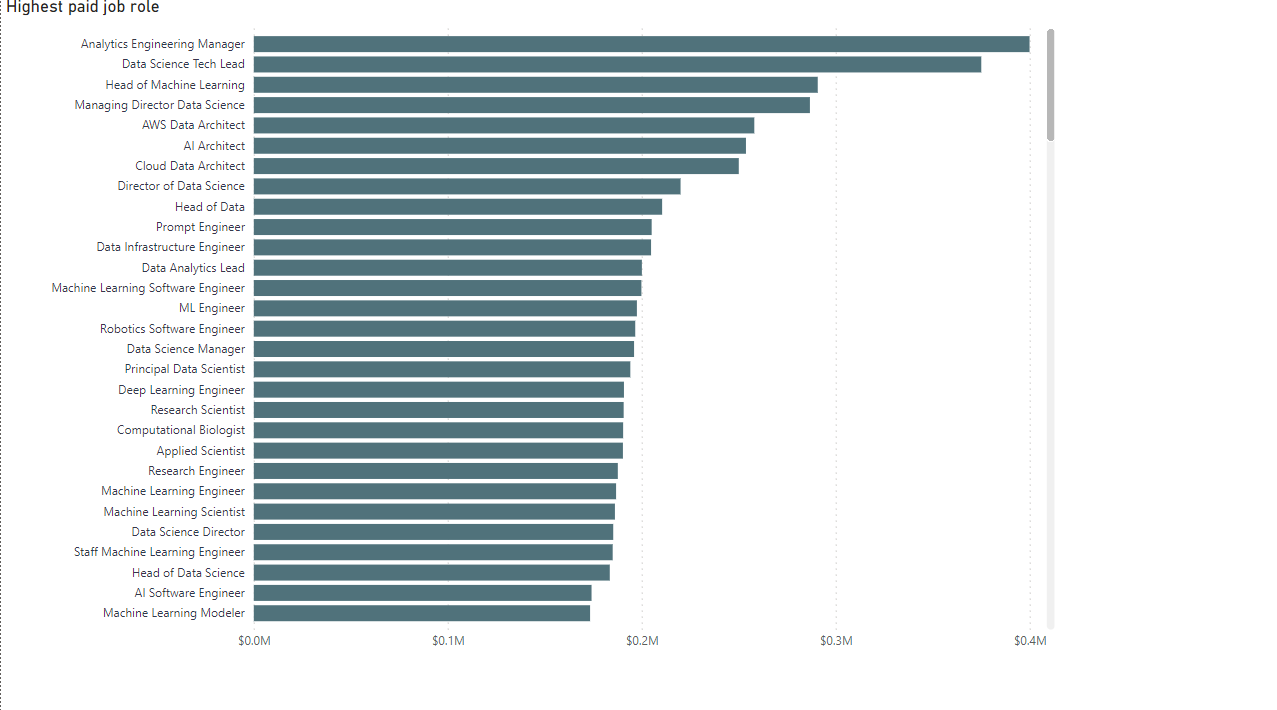 Highest paid job role
Analytics Engineering Manager
Data Science Tech Lead
Head of Machine Learning
Managing Director Data Science
AWS Data Architect
AI Architect
Cloud Data Architect
Director of Data Science
Head of Data
Prompt Engineer
Data Infrastructure Engineer
Data Analytics Lead
Machine Learning Software Engineer
ML Engineer
Robotics Software Engineer
Data Science Manager
Principal Data Scientist
Deep Learning Engineer
Research Scientist
Computational Biologist
Applied Scientist
Research Engineer
Machine Learning Engineer
Machine Learning Scientist
Data Science Director
Staff Machine Learning Engineer
Head of Data Science
AI Software Engineer
Machine Learning Modeler
$0.0M $0.1M $0.2M $0.3M $0.4M